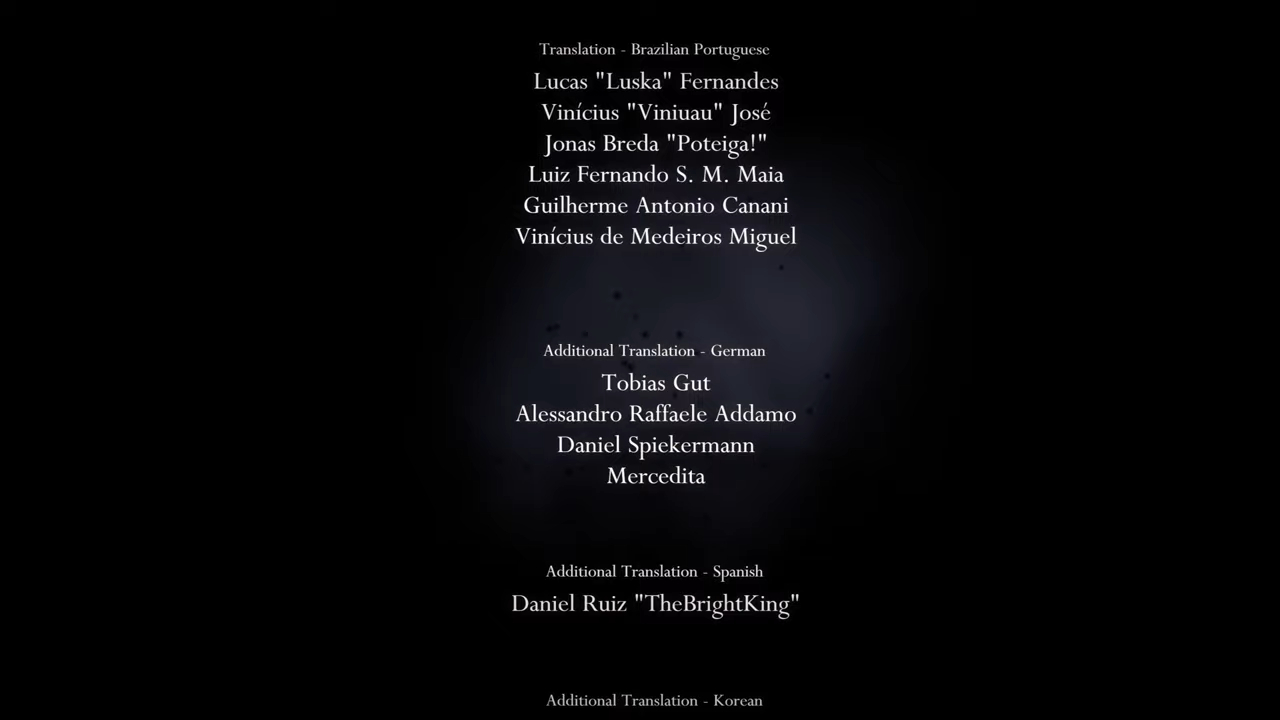 Translation - Brazilian Portuguese
Lucas "Luska" Fernandes
Vinícius "Viniuau" José
Jonas Breda "Poteiga!"
Luiz Fernando S. M. Maia
Guilherme Antonio Canani
Vinícius de Medeiros Miguel
Additional Translation - German
Tobias Gut
Alessandro Raffaele Addamo
Daniel Spiekermann
Mercedita
Additional Translation - Spanish
Daniel Ruiz "TheBrightKing"
Additional Translation - Korean